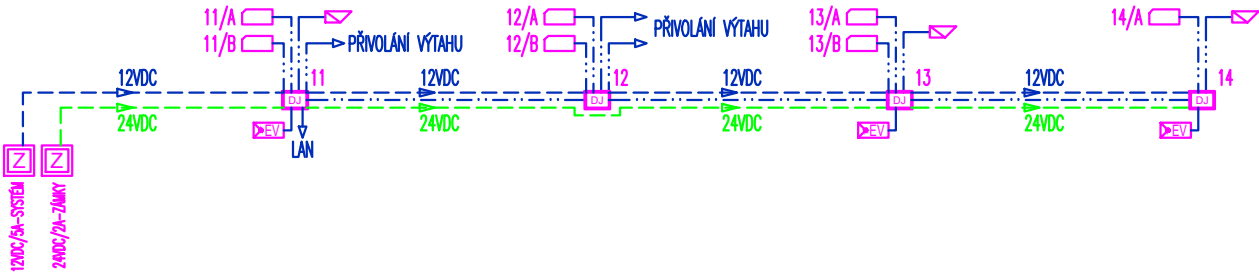 11/A
11/B
PŘIVOLÁNÍ VÝTAHU
12/A
12/B
PŘIVOLÁNÍ VÝTAHU
13/A
13/B
14/A
12VDC
11
12VDC
12
12VDC
13
12VDC
14
DJ
DJ
DJ
DJ
24VDC
24VDC
24VDC
24VDC
EV
EV
EV
LAN
Z
Z
12VDC/5A-SYSTÉM
24VDC/2A-ZÁMKY